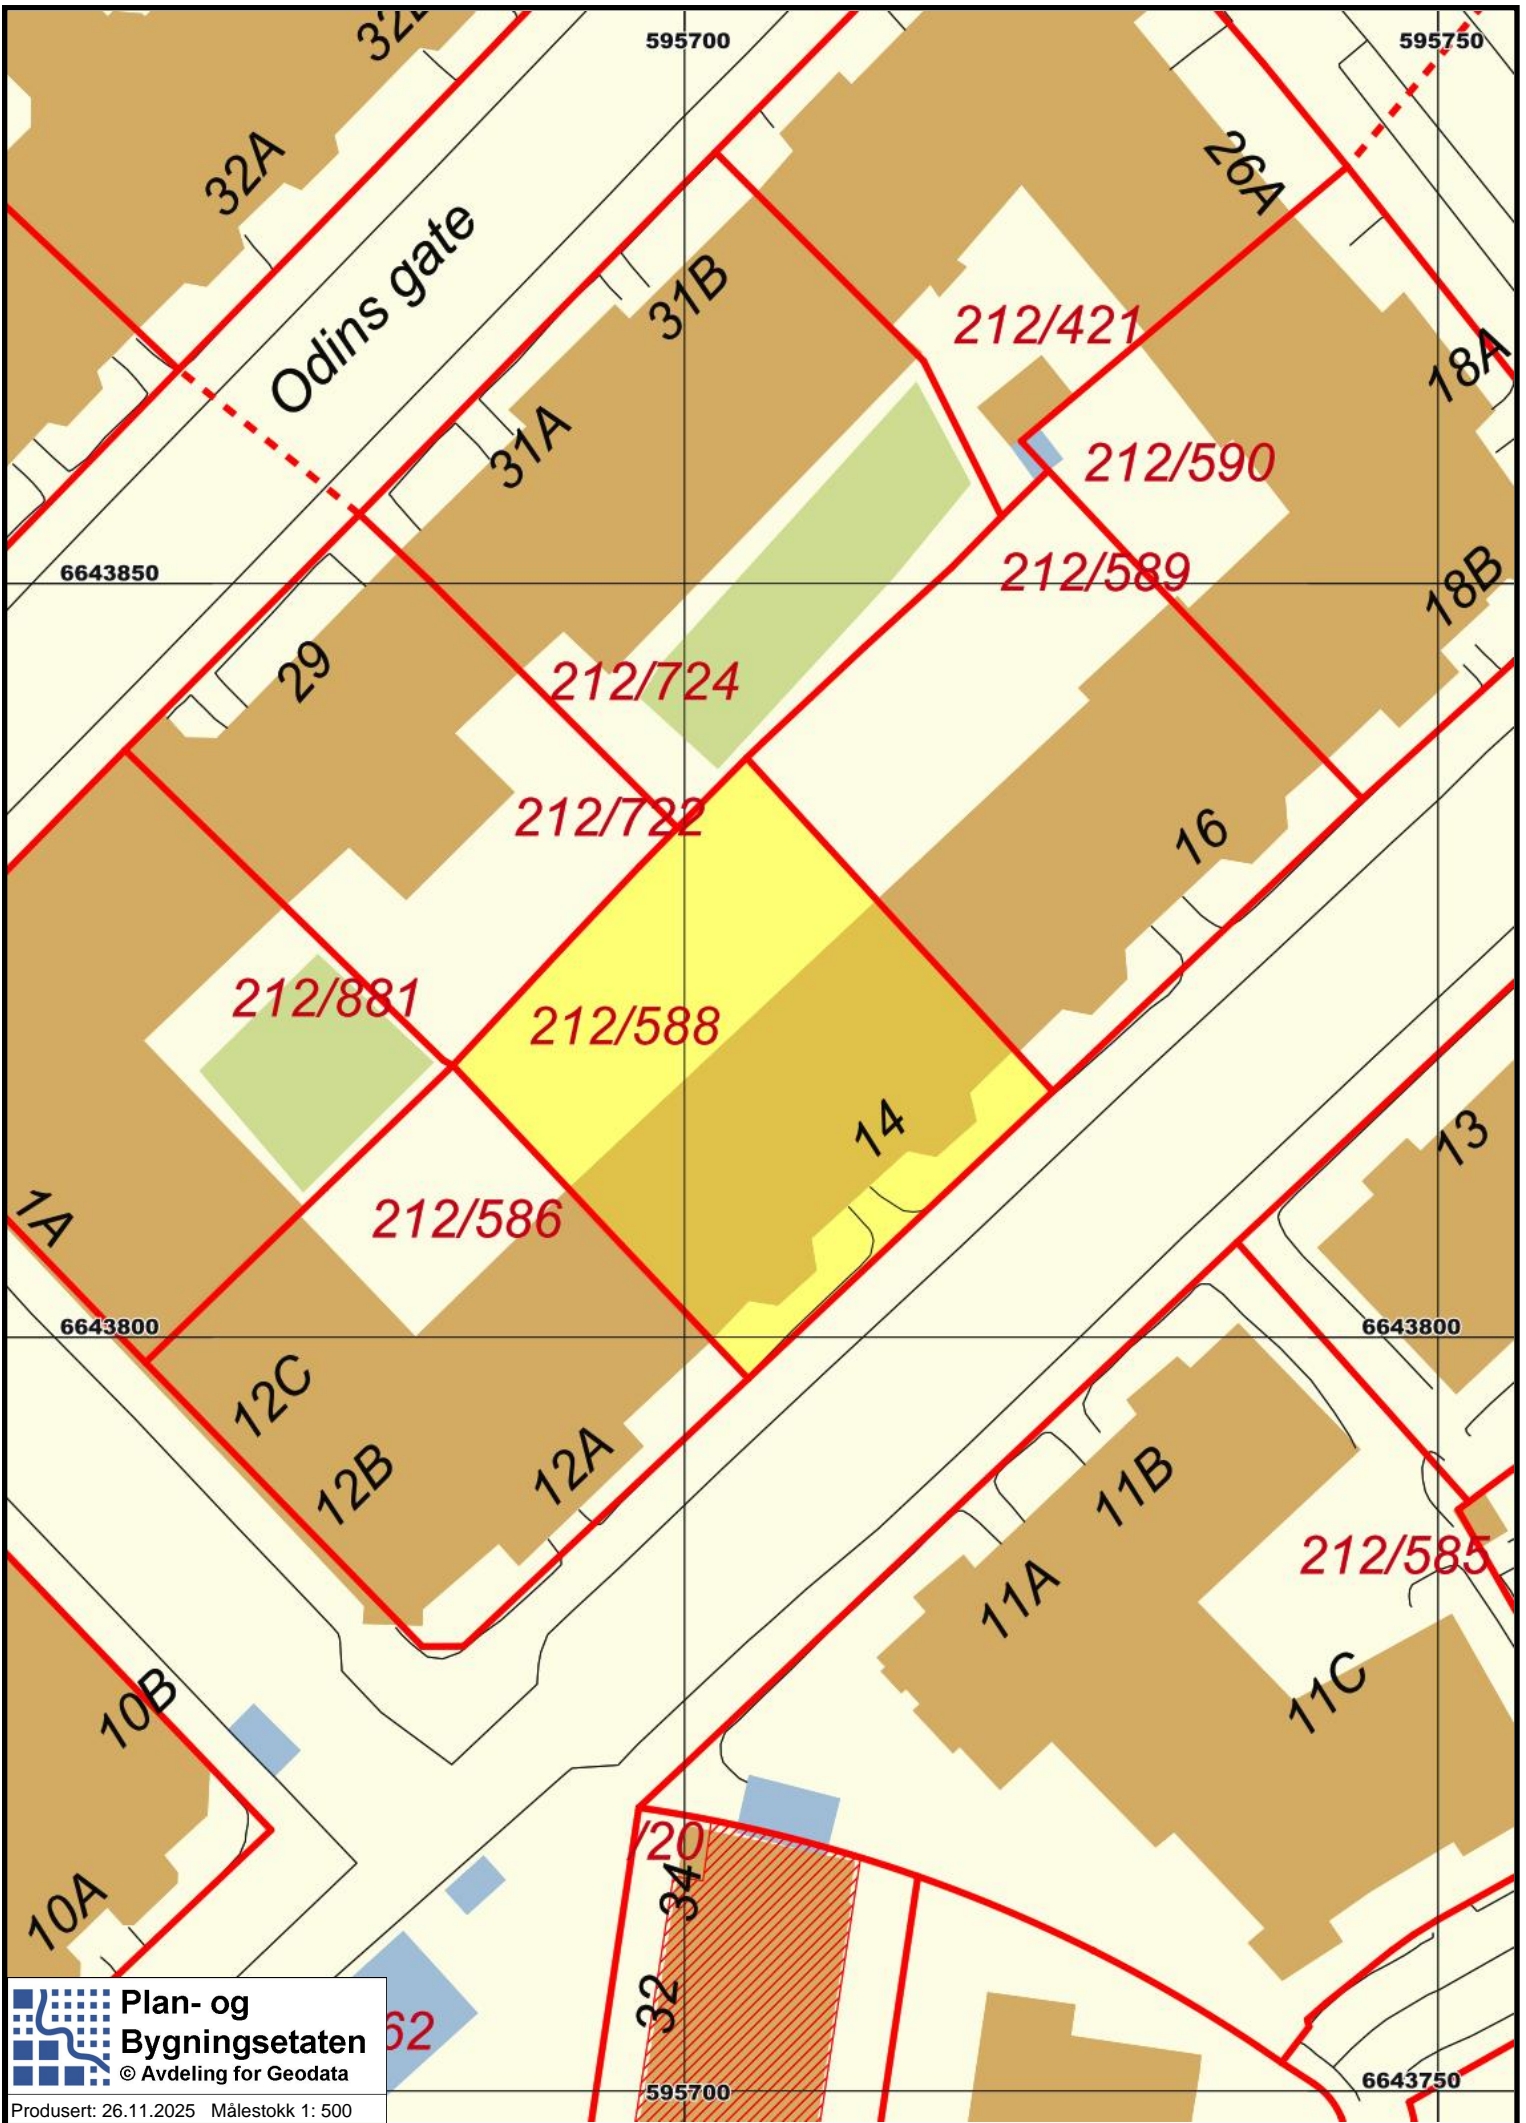 595700
595750
32A
26A
Odins gate
31B
212/421
18A
31A
212/590
6643850
212/589
18B
29
212/724
212/722
16
212/881
212/588
14
13
1A
212/586
6643800
6643800
12C
12B
12A
11B
212/585
11A
10B
11C
/20
34
10A
32
62
Plan- og
Bygningsetaten
© Avdeling for Geodata
595700
6643750
Produsert: 26.11.2025 Målestokk 1: 500